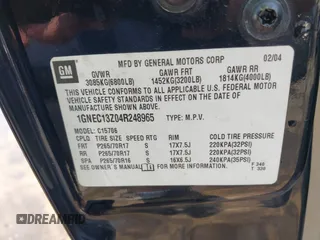 GM
MFD BY GENERAL MOTORS CORP
02/04
GVWR GAWR FRT GAWR RR
3085KG(6800LB) 1452KG(3200LB) 1814KG(4000LB)
THIS VEHICLE CONFORMS TO ALL APPLICABLE U.S. FEDERAL MOTOR
VEHICLE SAFETY STANDARDS IN EFFECT ON THE DATE OF
MANUFACTURE SHOWN ABOVE.
1GNEC13Z04R248965 TYPE: M.P.V.
MODEL: C15706
CPLD: TIRE SIZE SPEED RTG RIM COLD TIRE PRESSURE
FRT P265/70R17 S 17X7.5J 220KPA(32PSI)
RR P265/70R17 S 17X7.5J 220KPA(32PSI)
SPA P265/70R16 S 16X6.5J 240KPA(35PSI)
SEE OWNER'S MANUAL FOR ADDITIONAL INFORMATION.